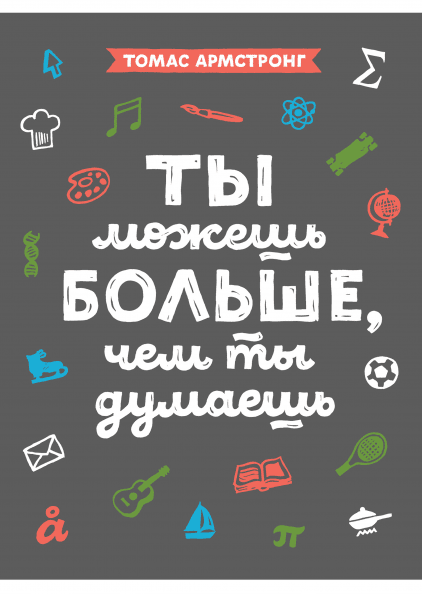 ТОМАС АРМСТРОНГ
Σ
ТЫ
можешь
БОЛЬШЕ,
чем ты
думаешь
å
π